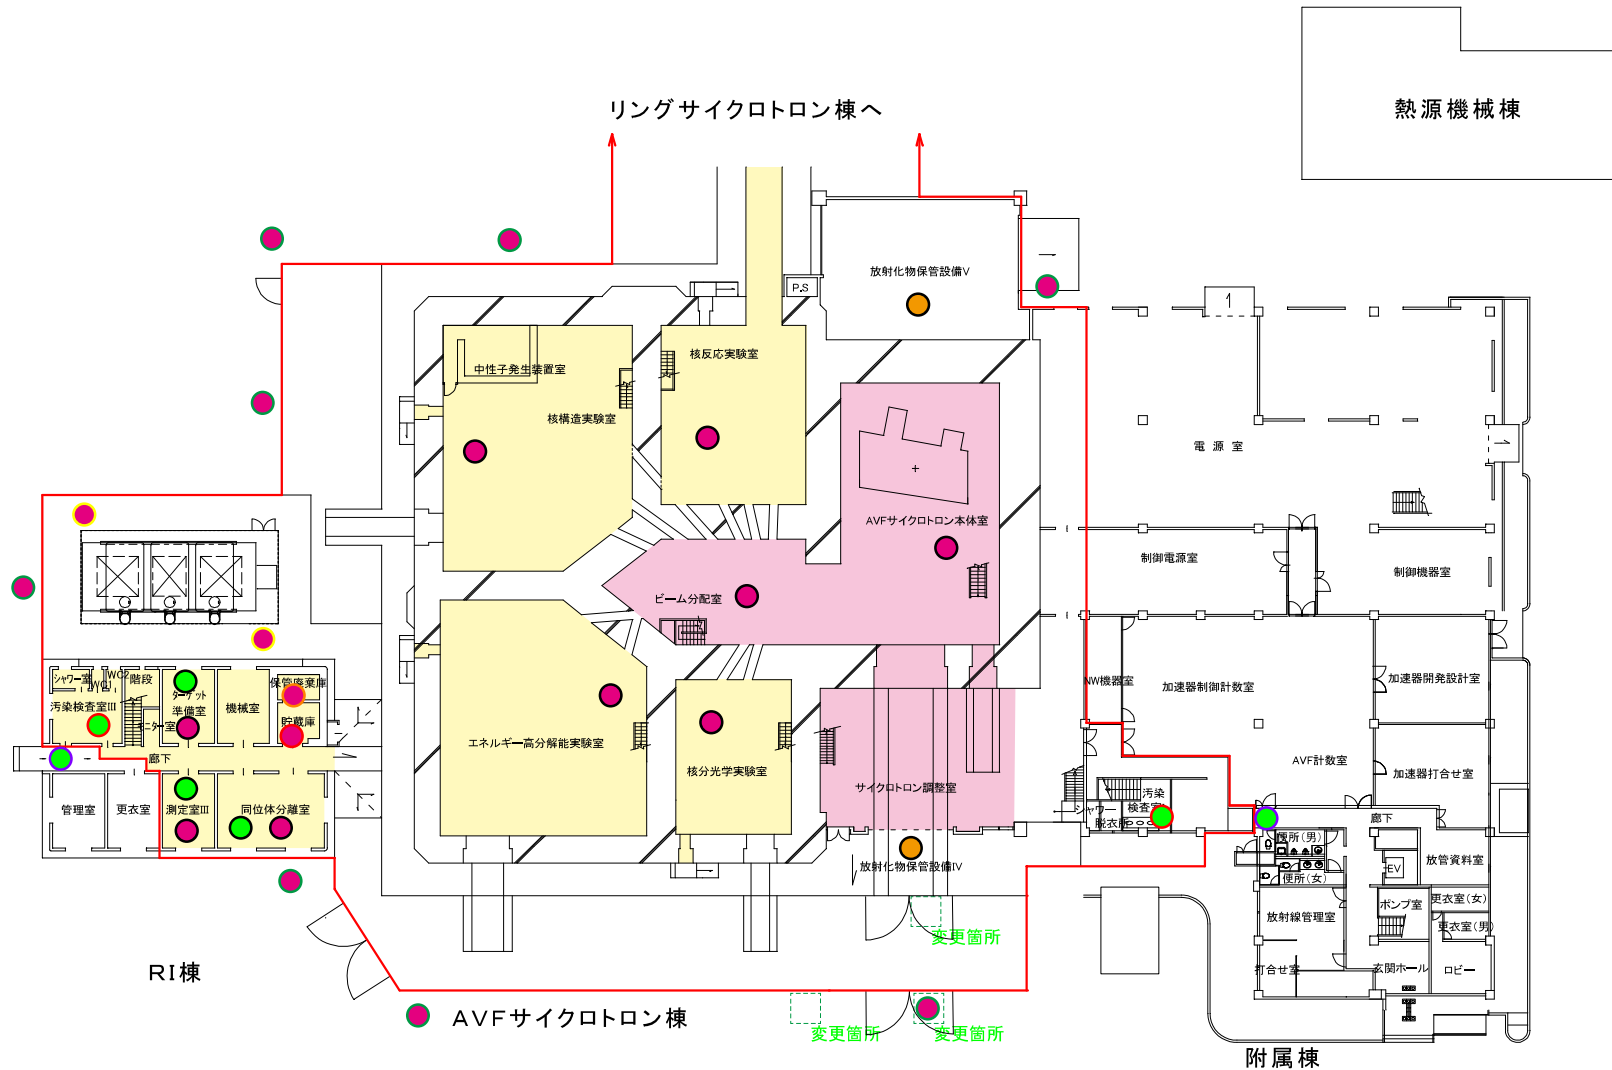 リングサイクロトロン棟へ
熱源機械棟
放射化物保管設備V
P.S
核反応実験室
中性子発生装置室
核構造実験室
電源室
AVFサイクロトロン本体室
制御電源室
制御機器室
ビーム分配室
シャワー室
WC1
WC2
階段
ターゲット
準備室
機械室
保管廃棄庫
汚染検査室III
モニター室
貯蔵庫
NW機器室
加速器制御計数室
加速器開発設計室
エネルギー高分解能実験室
核分光学実験室
廊下
AVF計数室
加速器打合せ室
サイクロトロン調整室
管理室
更衣室
測定室III
同位体分離室
汚染
検査室
シャワー
脱衣所
廊下
便所(男)
便所(女)
EV
放管資料室
放射化物保管設備IV
更衣室(女)
ポンプ室
放射線管理室
更衣室(男)
変更箇所
打合せ室
玄関ホール
ロビー
RI棟
AVFサイクロトロン棟
変更箇所
変更箇所
附属棟